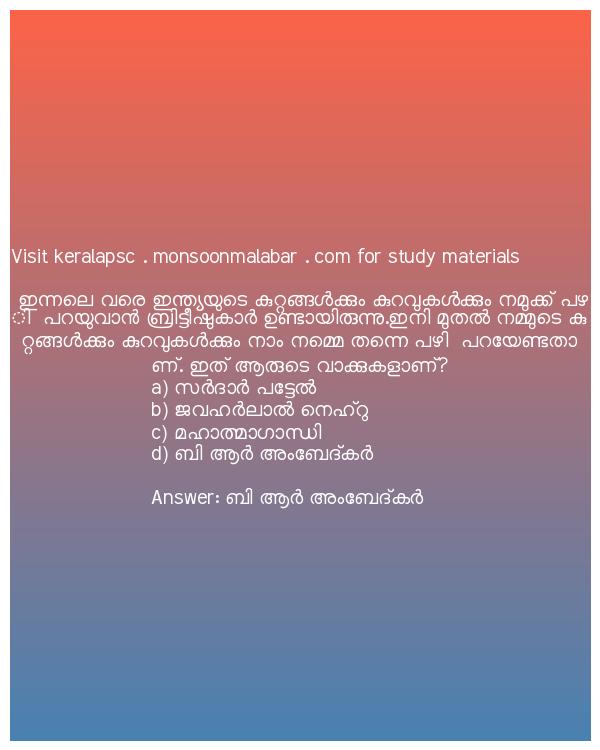 Visit keralapsc . monsoonmalabar . com for study materials
ഇന്നലെ വരെ ഇന്ത്യയുടെ കുറ്റങ്ങൾക്കും കുറവുകൾക്കും നമുക്ക് പഴ
ി പറയുവാൻ ബ്രിട്ടീഷുകാർ ഉണ്ടായിരുന്നു.ഇനി മുതൽ നമ്മുടെ കു
റ്റങ്ങൾക്കും കുറവുകൾക്കും നാം നമ്മെ തന്നെ പഴി പറയേണ്ടതാ
ണ്. ഇത് ആരുടെ വാക്കുകളാണ്?
a) സർദാർ പട്ടേൽ
b) ജവഹർലാൽ നെഹ്റു
c) മഹാത്മാഗാന്ധി
d) ബി ആർ അംബേദ്കർ
Answer: ബി ആർ അംബേദ്കർ